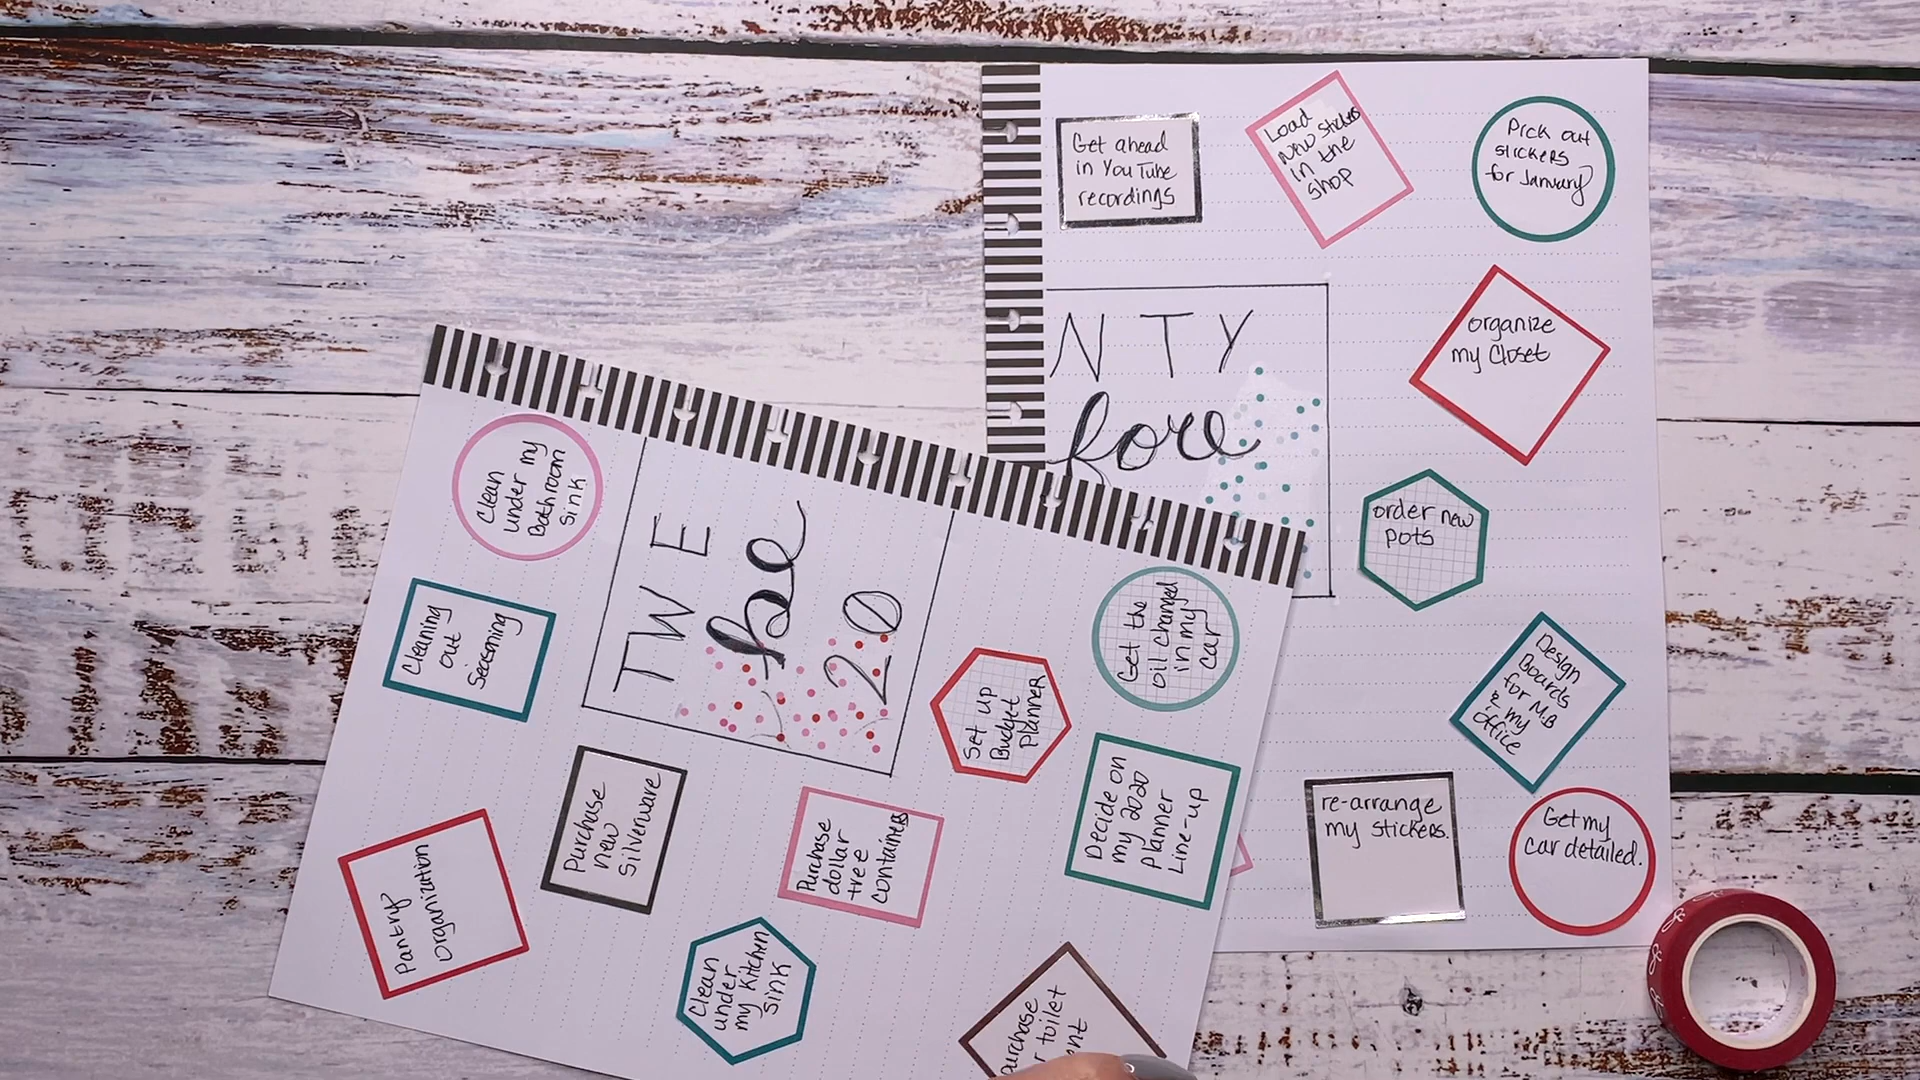 Get ahead
in YouTube
recordings
Load
new stickers
in the
shop
Pick out
stickers
for January
organize
my closet
NTY
fore
order new
pots
Design
Boards
for M.B
& my
office
re-arrange
my stickers.
Get my
car detailed.
Clean
under my
Bathroom
sink
TWE
be
20
Cleaning
out
Seasoning
Get the
oil changed
in my
car
Set up
Budget
Planner
Purchase
new
Silverware
Purchase
dollar
tree
containers
Decide on
my 2020
planner
Line-up
Pantry
organization
Clean
under
my Kitchen
sink
purchase
toilet